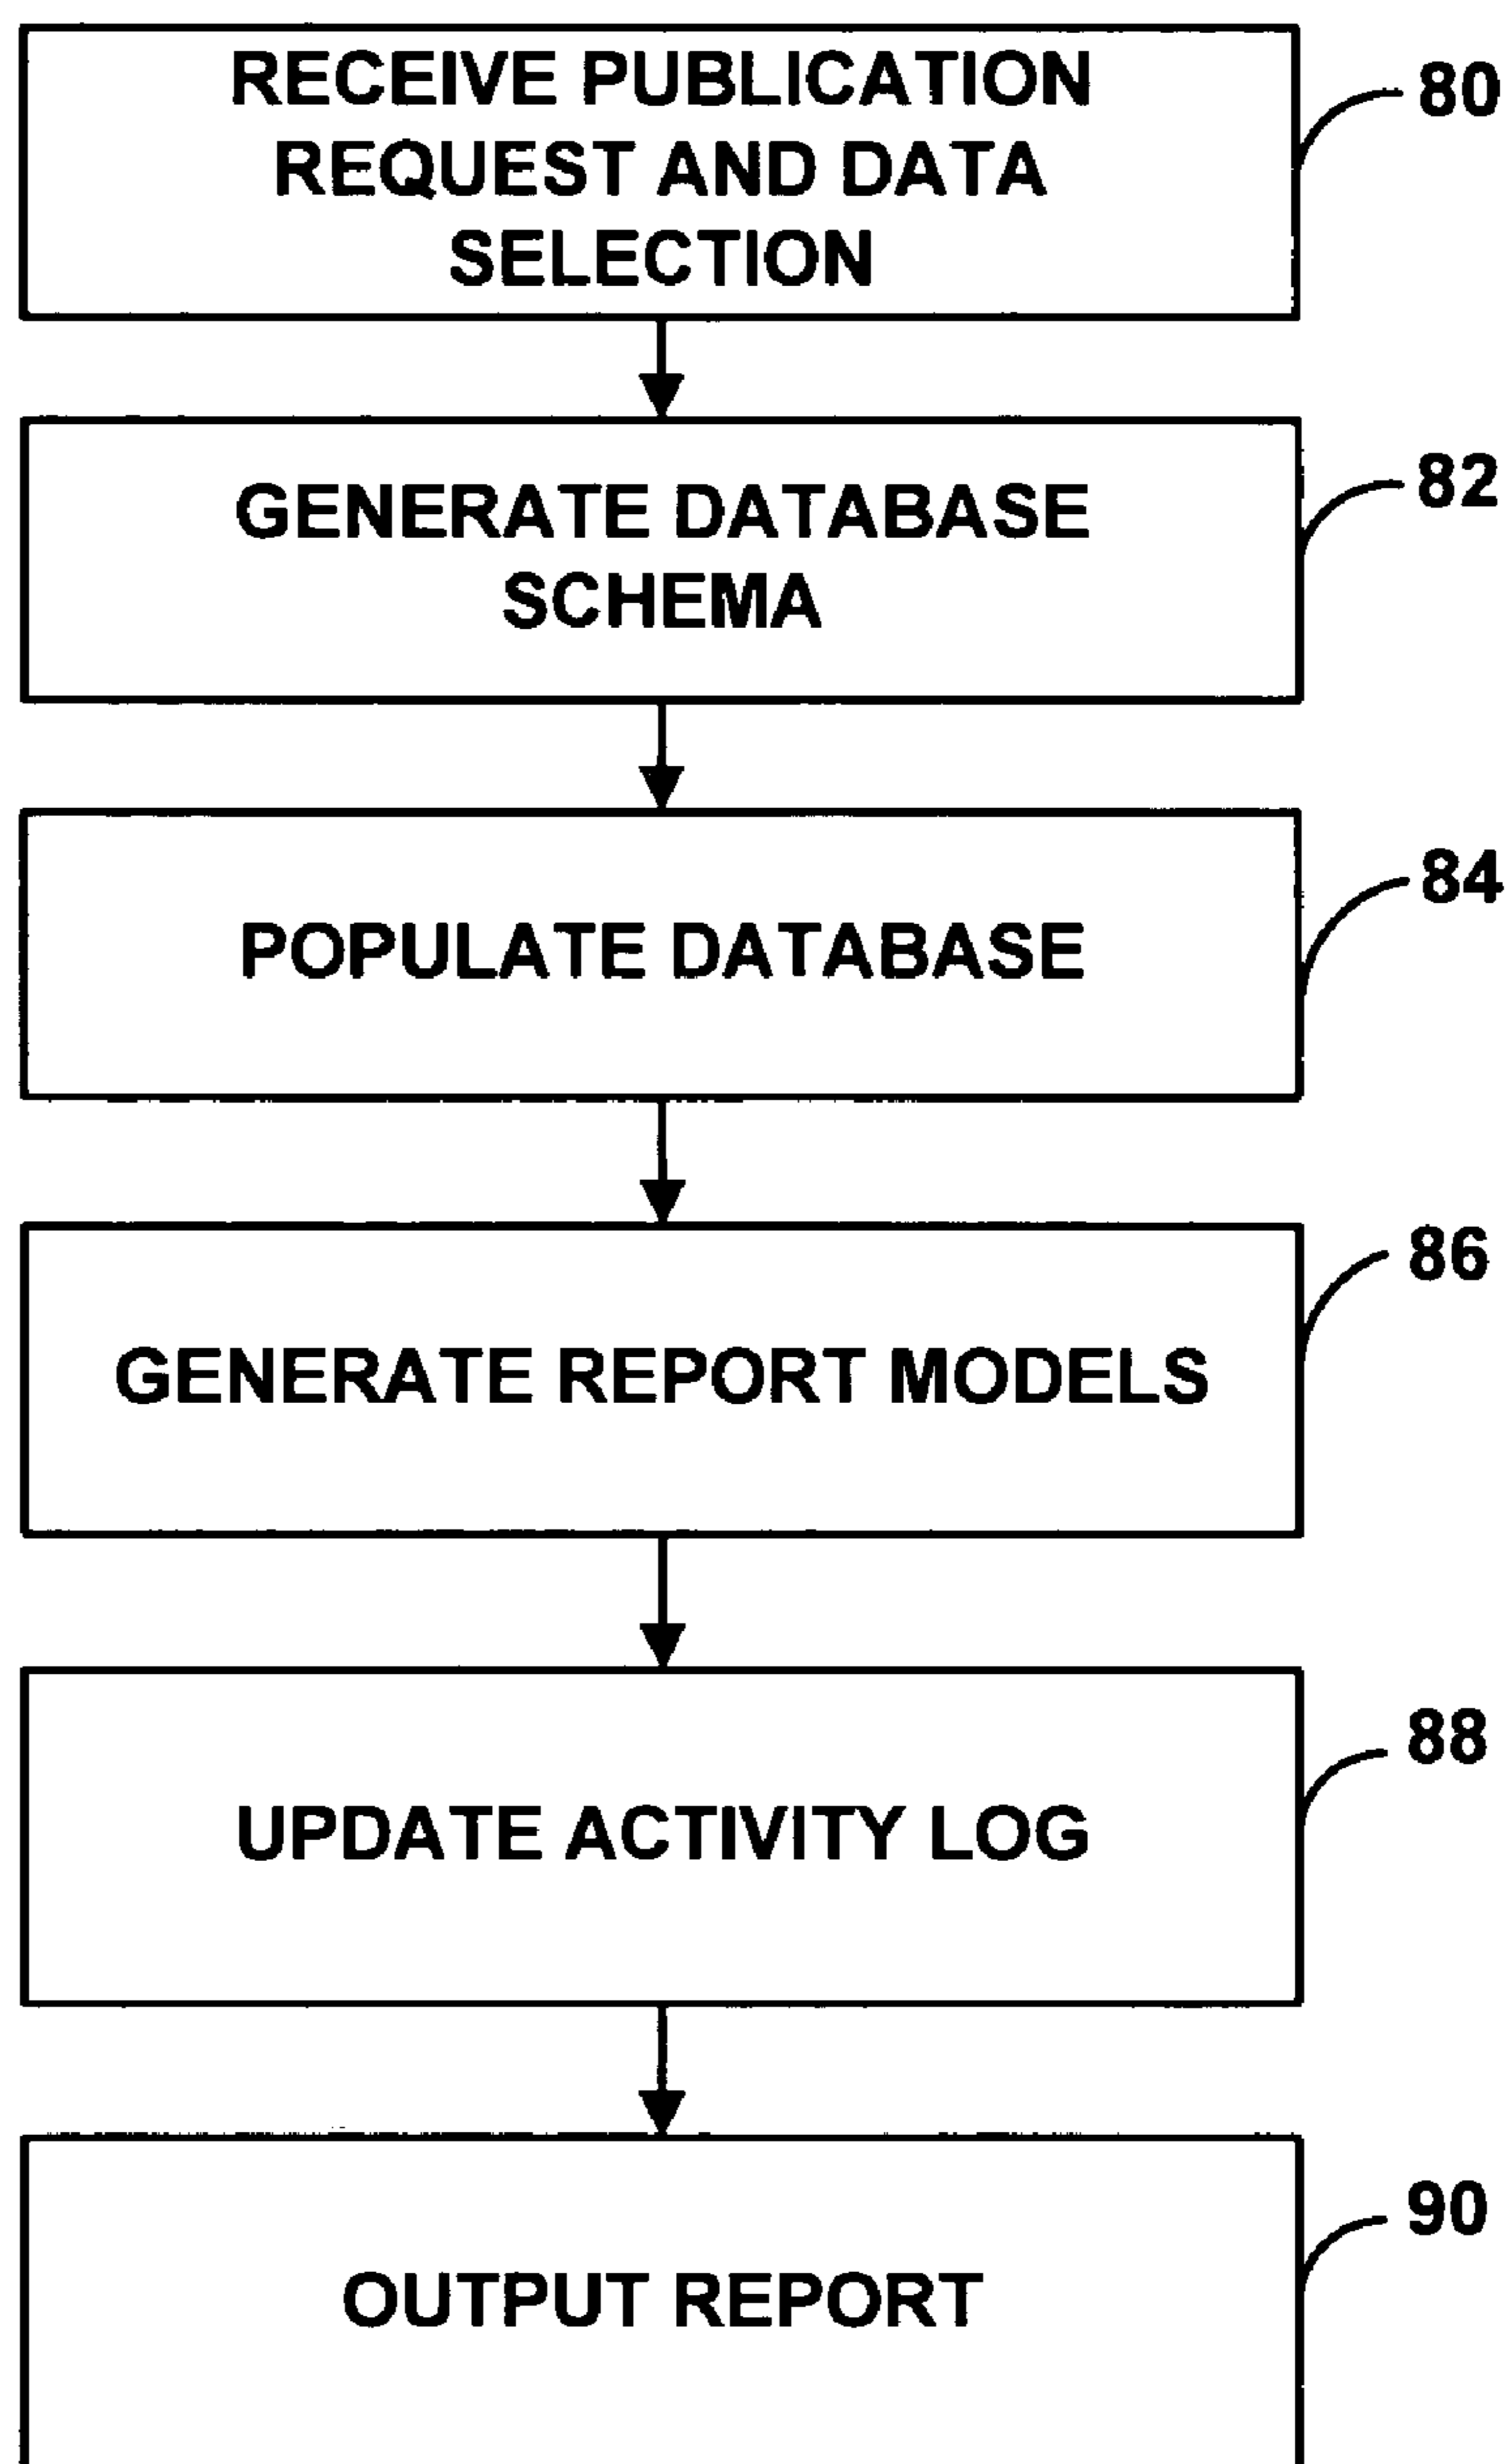 RECEIVE PUBLICATION
REQUEST AND DATA
SELECTION
80
GENERATE DATABASE
SCHEMA
82
POPULATE DATABASE
84
GENERATE REPORT MODELS
86
UPDATE ACTIVITY LOG
88
OUTPUT REPORT
90